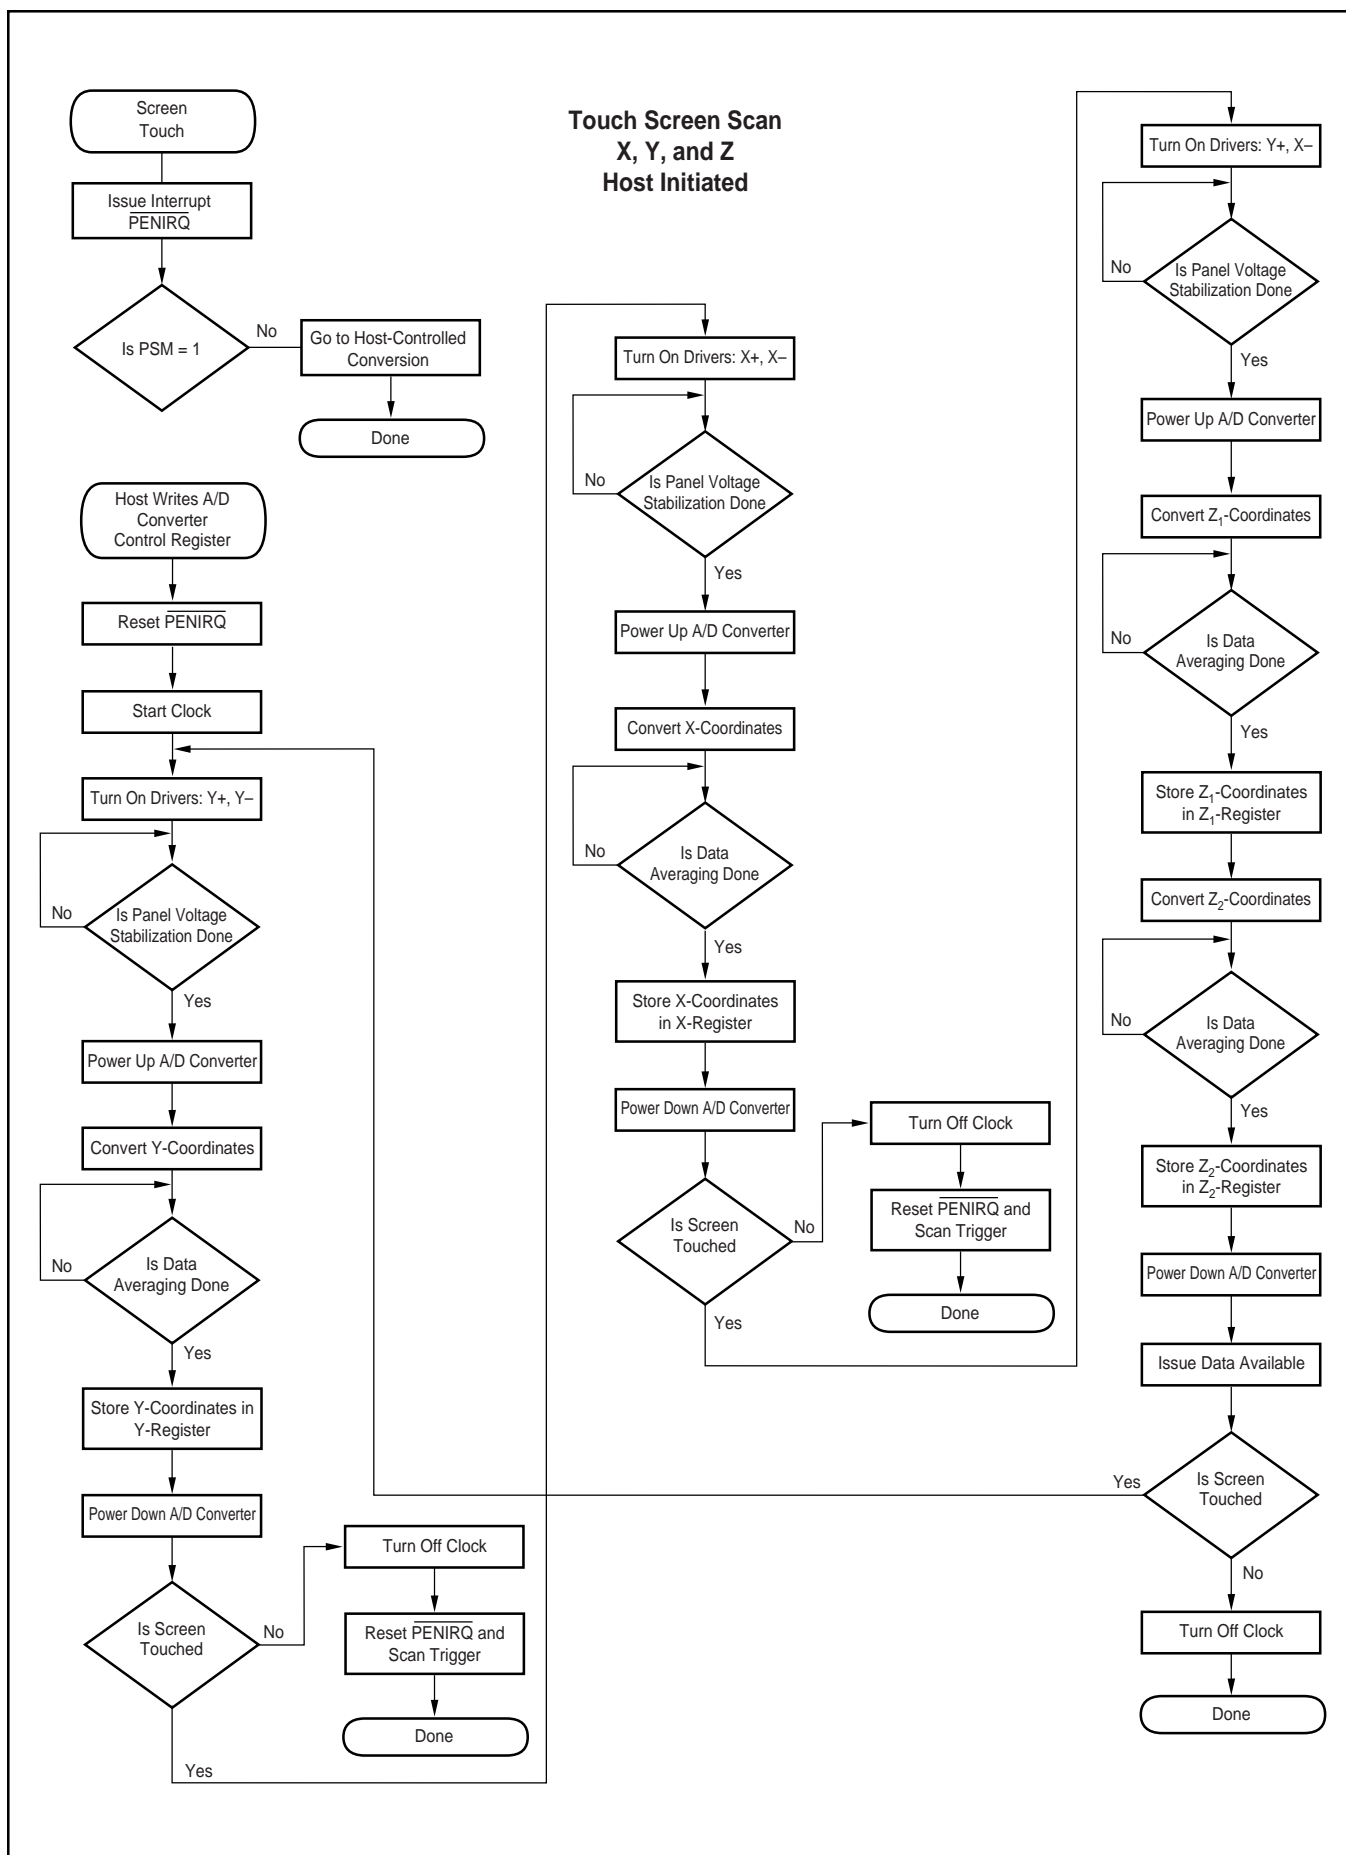 Touch Screen Scan
X, Y, and Z
Host Initiated
Screen
Touch
Issue Interrupt
PENIRQ
Is PSM = 1
No
Go to Host-Controlled
Conversion
Done
Host Writes A/D
Converter
Control Register
Reset PENIRQ
Start Clock
Turn On Drivers: Y+, Y–
Is Panel Voltage
Stabilization Done
No
Yes
Power Up A/D Converter
Convert Y-Coordinates
Is Data
Averaging Done
No
Yes
Store Y-Coordinates in
Y-Register
Power Down A/D Converter
Is Screen
Touched
No
Turn Off Clock
Reset PENIRQ and
Scan Trigger
Done
Yes
Turn On Drivers: X+, X–
Is Panel Voltage
Stabilization Done
No
Yes
Power Up A/D Converter
Convert X-Coordinates
Is Data
Averaging Done
No
Yes
Store X-Coordinates
in X-Register
Power Down A/D Converter
Is Screen
Touched
No
Turn Off Clock
Reset PENIRQ and
Scan Trigger
Done
Yes
Turn On Drivers: Y+, X–
Is Panel Voltage
Stabilization Done
No
Yes
Power Up A/D Converter
Convert Z1-Coordinates
Is Data
Averaging Done
No
Yes
Store Z1-Coordinates
in Z1-Register
Convert Z2-Coordinates
Is Data
Averaging Done
No
Yes
Store Z2-Coordinates
in Z2-Register
Power Down A/D Converter
Issue Data Available
Is Screen
Touched
Yes
No
Turn Off Clock
Done